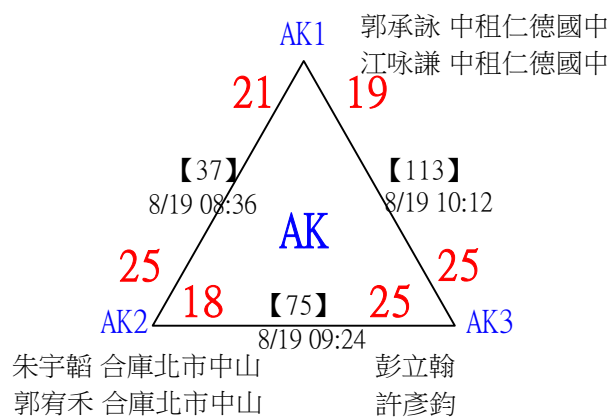 AK1
郭承詠 中租仁德國中
江咏謙 中租仁德國中
21
19
【37】
8/19 08:36
【113】
8/19 10:12
AK
25
25
18
【75】
25
AK2
8/19 09:24
AK3
朱宇韜 合庫北市中山
彭立翰
郭宥禾 合庫北市中山
許彥鈞